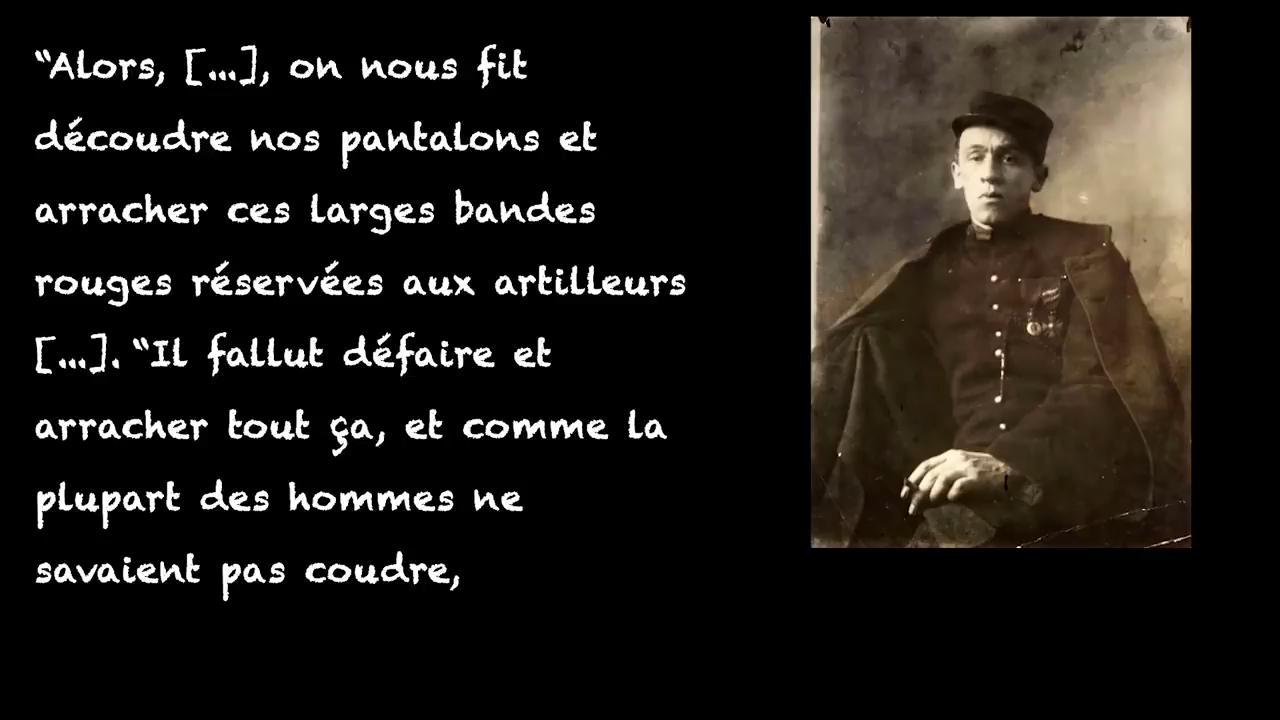 “Alors, [...], on nous fit
découdre nos pantalons et
arracher ces larges bandes
rouges réservées aux artilleurs
[...]. “Il fallut défaire et
arracher tout ça, et comme la
plupart des hommes ne
savaient pas coudre,